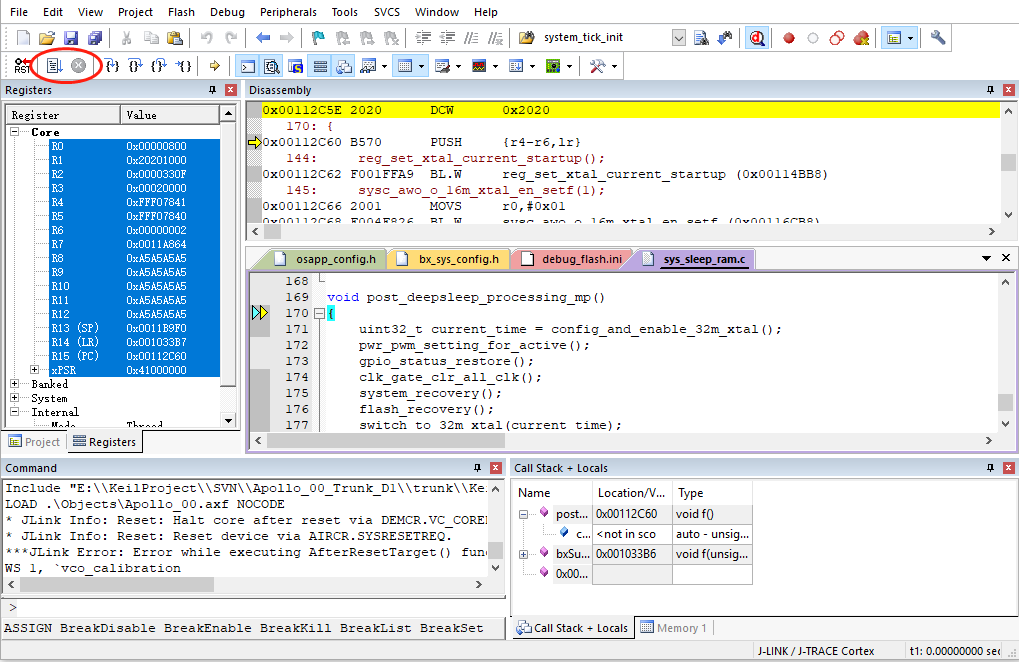 File Edit View Project Flash Debug Peripherals Tools SVCS Window Help
system_tick_init
RST
Registers
Register Value
Core
R0 0x00000800
R1 0x20201000
R2 0x0000330F
R3 0x00020000
R4 0xFFF07841
R5 0xFFF07840
R6 0x00000002
R7 0x0011A864
R8 0xA5A5A5A5
R9 0xA5A5A5A5
R10 0xA5A5A5A5
R11 0xA5A5A5A5
R12 0xA5A5A5A5
R13 (SP) 0x0011B9F0
R14 (LR) 0x001033B7
R15 (PC) 0x00112C60
xPSR 0x41000000
Banked
System
Internal
Mode Thread
Project Registers
Disassembly
0x00112C5E 2020 DCW 0x2020
170: {
0x00112C60 B570 PUSH {r4-r6,lr}
144: reg_set_xtal_current_startup();
0x00112C62 F001FFA9 BL.W reg_set_xtal_current_startup (0x00114BB8)
145: sysc_awo_o_16m_xtal_en_setf(1);
0x00112C66 2001 MOVS r0,#0x01
0x00112C68 F004F826 BL.W sysc_awo_o_16m_xtal_en_setf (0x00116CB8)
osapp_config.h bx_sys_config.h debug_flash.ini sys_sleep_ram.c
168
169 void post_deepsleep_processing_mp()
170 {
171 uint32_t current_time = config_and_enable_32m_xtal();
172 pwr_pwm_setting_for_active();
173 gpio_status_restore();
174 clk_gate_clr_all_clk();
175 system_recovery();
176 flash_recovery();
177 switch_to_32m_xtal(current_time);
Command
Include "E:\\KeilProject\\SVN\\Apollo_00_Trunk_D1\\trunk\\Ke
LOAD .\Objects\Apollo_00.axf NOCODE
* JLink Info: Reset: Halt core after reset via DEMCR.VC_CORE
* JLink Info: Reset: Reset device via AIRCR.SYSRESETREQ.
***JLink Error: Error while executing AfterResetTarget() func
WS 1, `vco_calibration
>
ASSIGN BreakDisable BreakEnable BreakKill BreakList BreakSet
Call Stack + Locals
Name Location/V... Type
post... 0x00112C60 void f()
c... <not in sco auto - unsig...
bxSu... 0x001033B6 void f(unsig...
0x00...
Call Stack + Locals Memory 1
J-LINK / J-TRACE Cortex t1: 0.00000000 sec